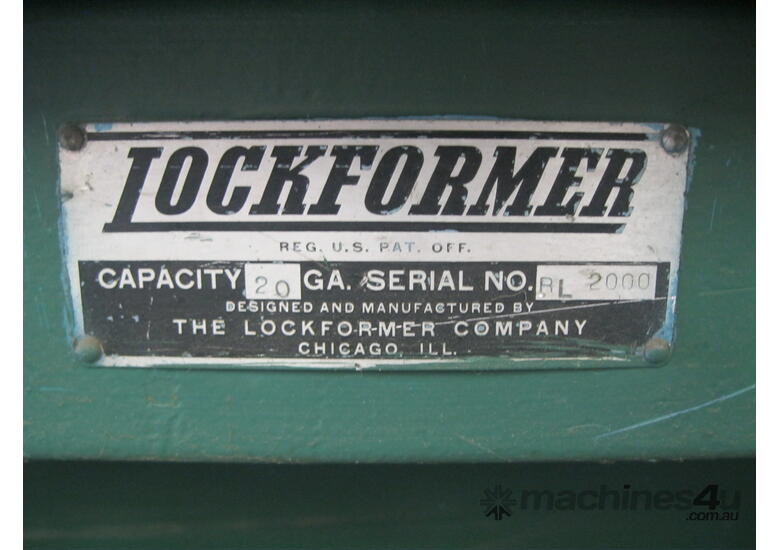 LOCKFORMER
REG. U.S. PAT. OFF.
CAPACITY 20 GA. SERIAL NO. RL 2000
DESIGNED AND MANUFACTURED BY
THE LOCKFORMER COMPANY
CHICAGO, ILL.
machines4u
.com.au